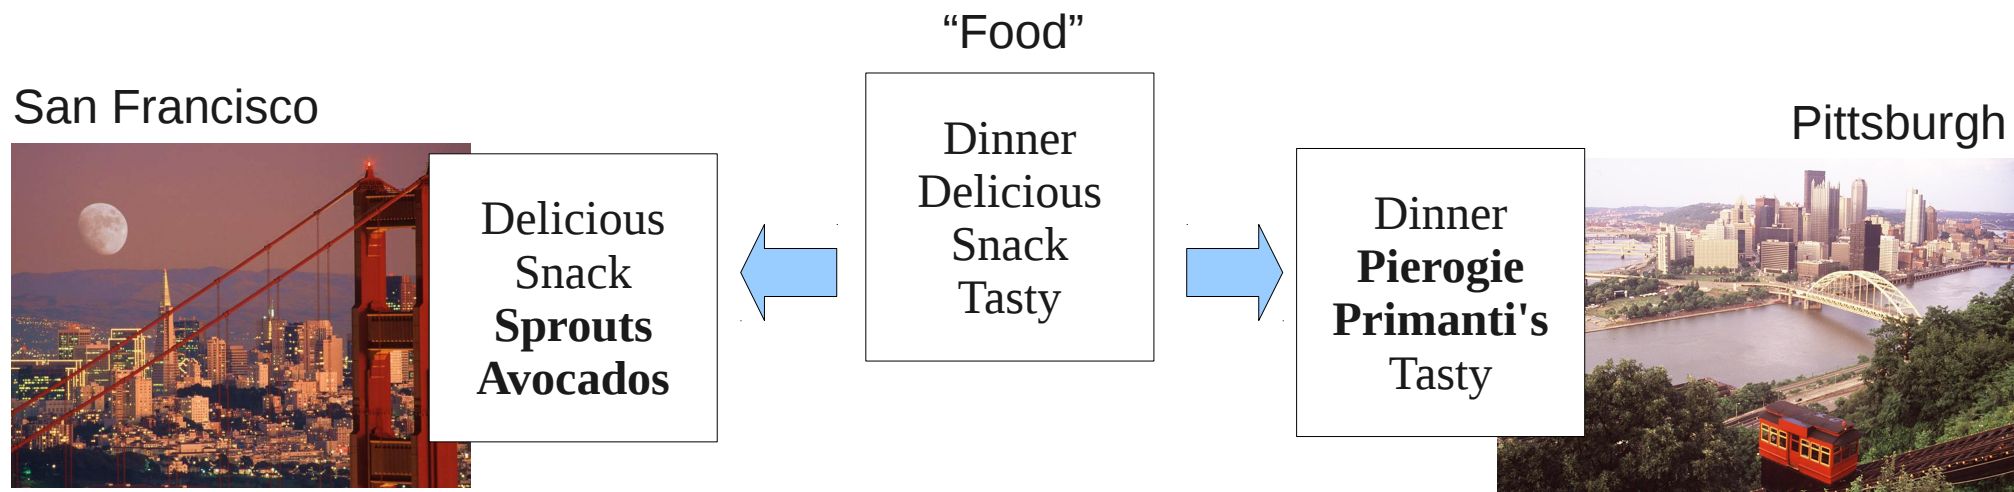 “Food”
San Francisco
Pittsburgh
Delicious
Snack
Sprouts
Avocados
Dinner
Delicious
Snack
Tasty
Dinner
Pierogie
Primanti's
Tasty